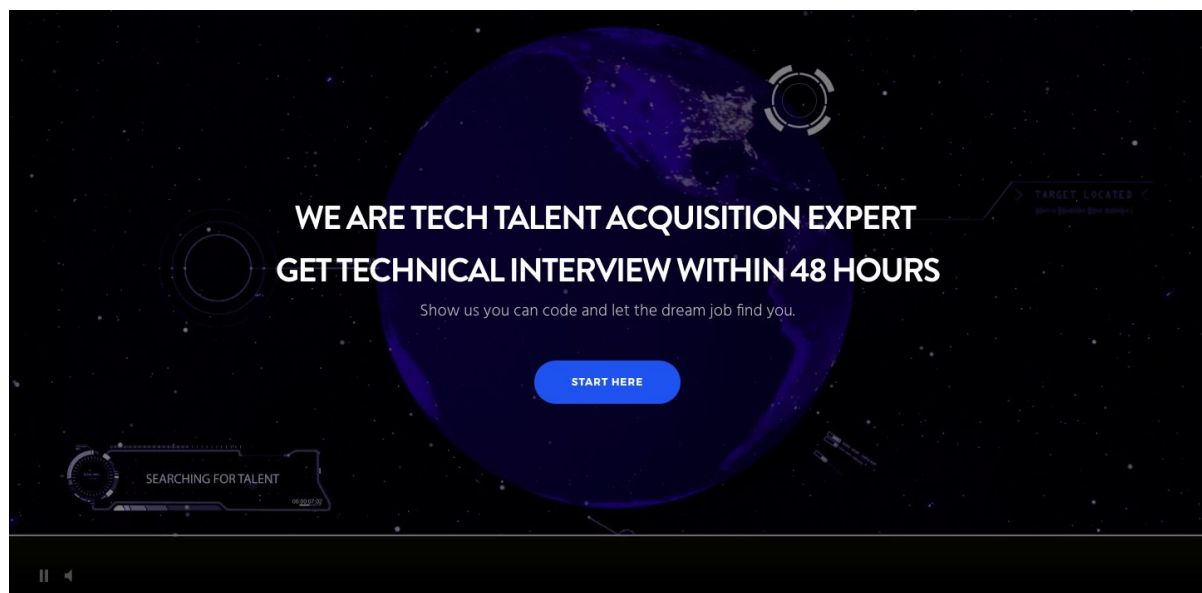 TARGET LOCATED
WE ARE TECH TALENT ACQUISITION EXPERT
GET TECHNICAL INTERVIEW WITHIN 48 HOURS
Show us you can code and let the dream job find you.
START HERE
SEARCHING FOR TALENT